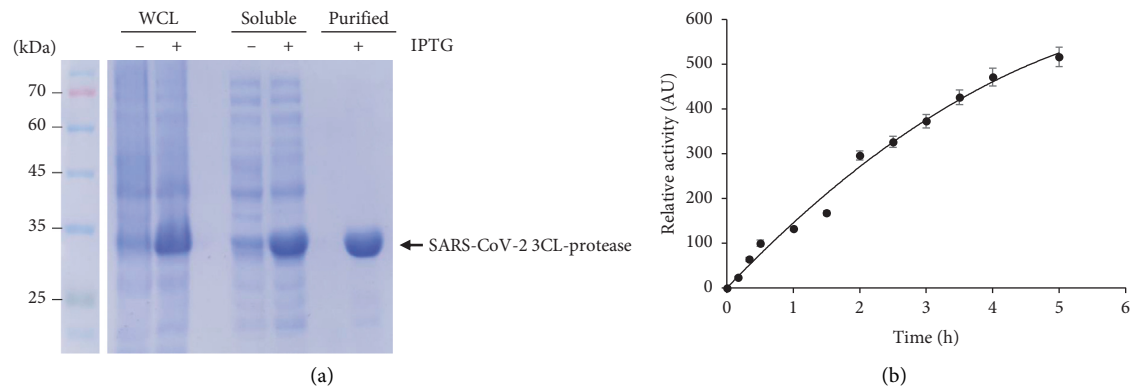 WCL Soluble Purified
(kDa) – + – + + IPTG
70
60
45
35
SARS-CoV-2 3CL-protease
25
(a)
Relative activity (AU)
600
500
400
300
200
100
0
0 1 2 3 4 5 6
Time (h)
(b)